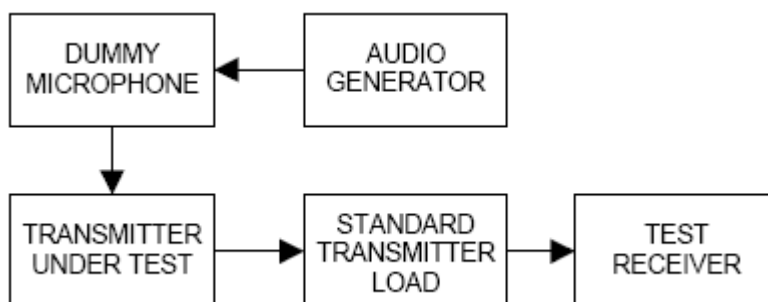 DUMMY
MICROPHONE
AUDIO
GENERATOR
TRANSMITTER
UNDER TEST
STANDARD
TRANSMITTER
LOAD
TEST
RECEIVER